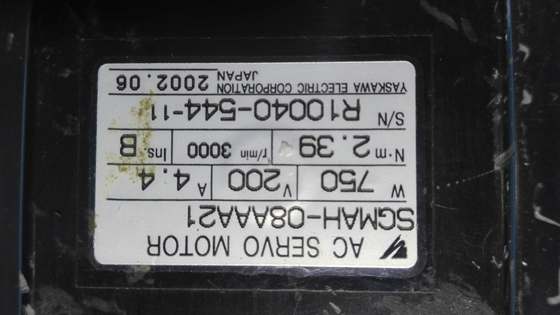 AC SERVO MOTOR
SGMAH-08AAA21
750 W 200 V 4.4 A
N·m 2.39 r/min 3000 Ins. B
S/N R10040-544-11
YASKAWA ELECTRIC CORPORATION JAPAN 2002.06